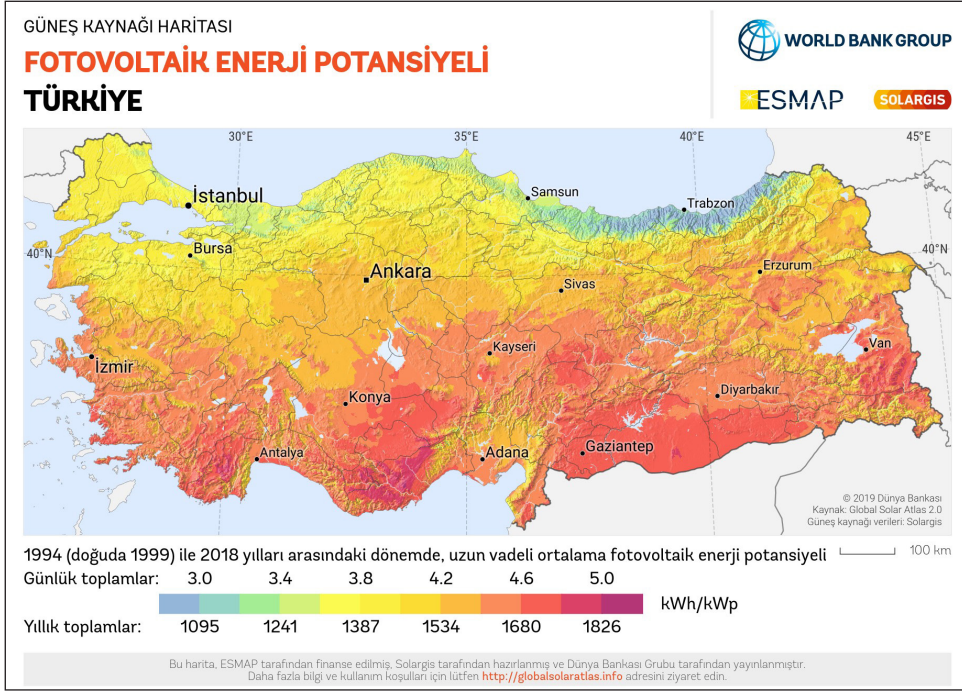 GÜNEŞ KAYNAĞI HARİTASI
FOTOVOLTAİK ENERJİ POTANSİYELİ
TÜRKİYE
WORLD BANK GROUP
ESMAP
SOLARGIS
30°E
35°E
40°E
45°E
İstanbul
Samsun
Trabzon
Bursa
40°N
40°N
Ankara
Erzurum
Sivas
Kayseri
Van
İzmir
Konya
Diyarbakır
Antalya
Adana
Gaziantep
© 2019 Dünya Bankası
Kaynak: Global Solar Atlas 2.0
Güneş kaynağı verileri: Solargis
1994 (doğuda 1999) ile 2018 yılları arasındaki dönemde, uzun vadeli ortalama fotovoltaik enerji potansiyeli
100 km
Günlük toplamlar: 3.0 3.4 3.8 4.2 4.6 5.0
kWh/kWp
Yıllık toplamlar: 1095 1241 1387 1534 1680 1826
Bu harita, ESMAP tarafından finanse edilmiş, Solargis tarafından hazırlanmış ve Dünya Bankası Grubu tarafından yayınlanmıştır.
Daha fazla bilgi ve kullanım koşulları için lütfen http://globalsolaratlas.info adresini ziyaret edin.